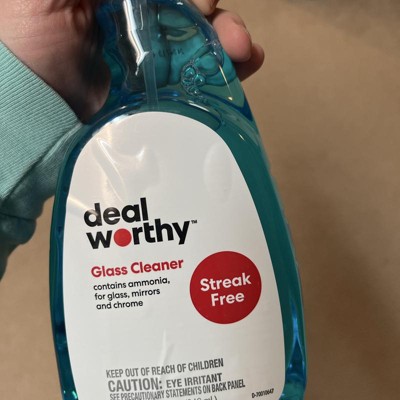 deal
worthy™
Glass Cleaner
contains ammonia,
for glass, mirrors
and chrome
Streak
Free
KEEP OUT OF REACH OF CHILDREN
CAUTION: EYE IRRITANT
SEE PRECAUTIONARY STATEMENTS ON BACK PANEL
D-70010647